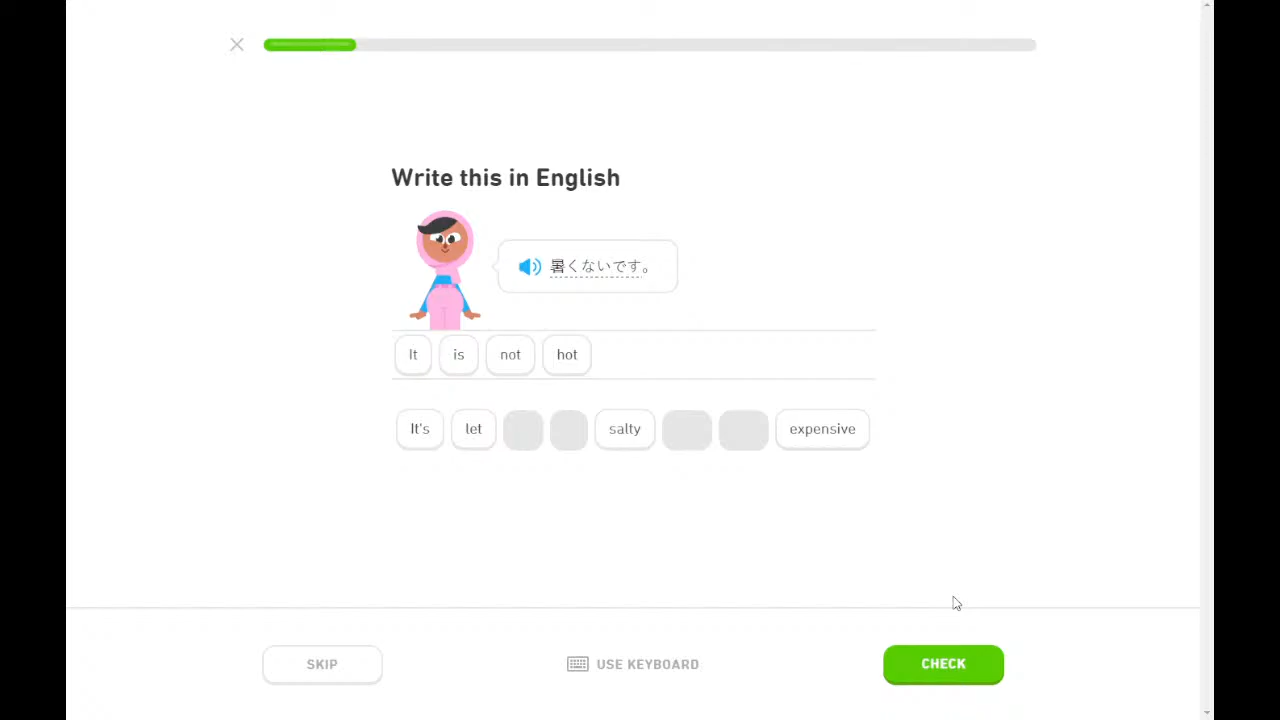 Write this in English
暑くないです。
It is not hot
It's let salty expensive
SKIP USE KEYBOARD CHECK